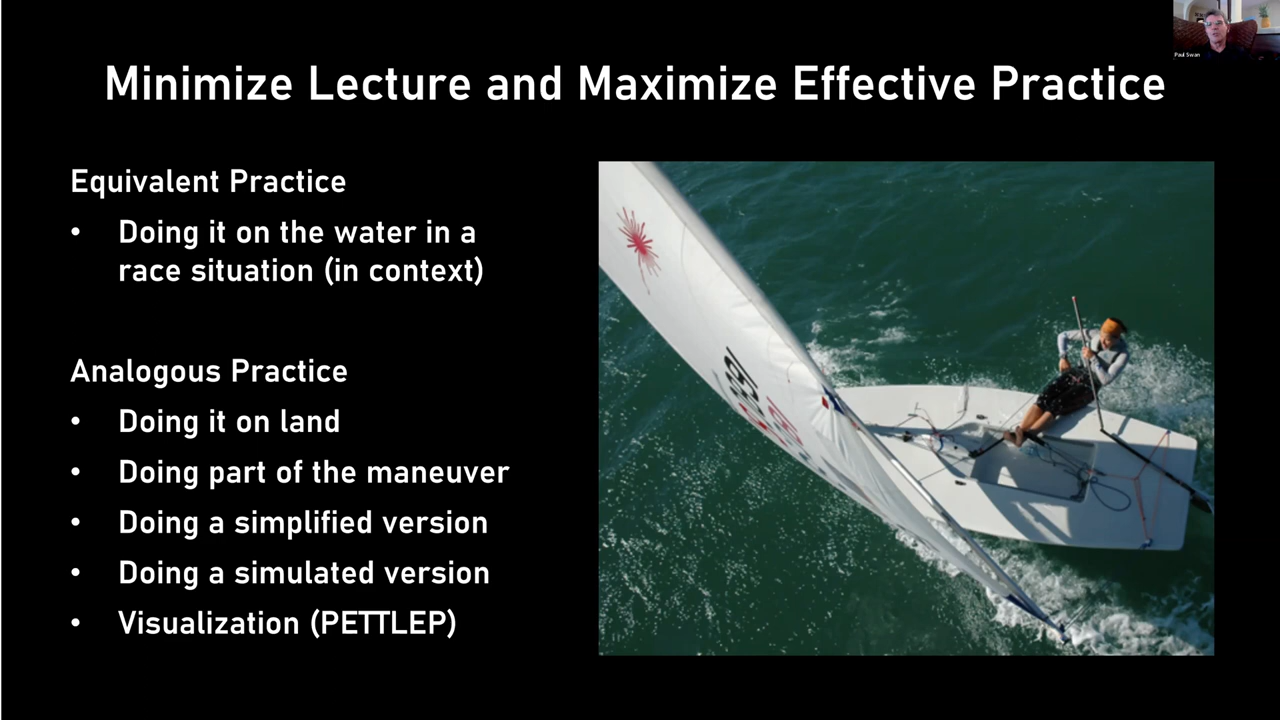 Paul Swan
Minimize Lecture and Maximize Effective Practice
Equivalent Practice
• Doing it on the water in a
race situation (in context)
Analogous Practice
• Doing it on land
• Doing part of the maneuver
• Doing a simplified version
• Doing a simulated version
• Visualization (PETTLEP)